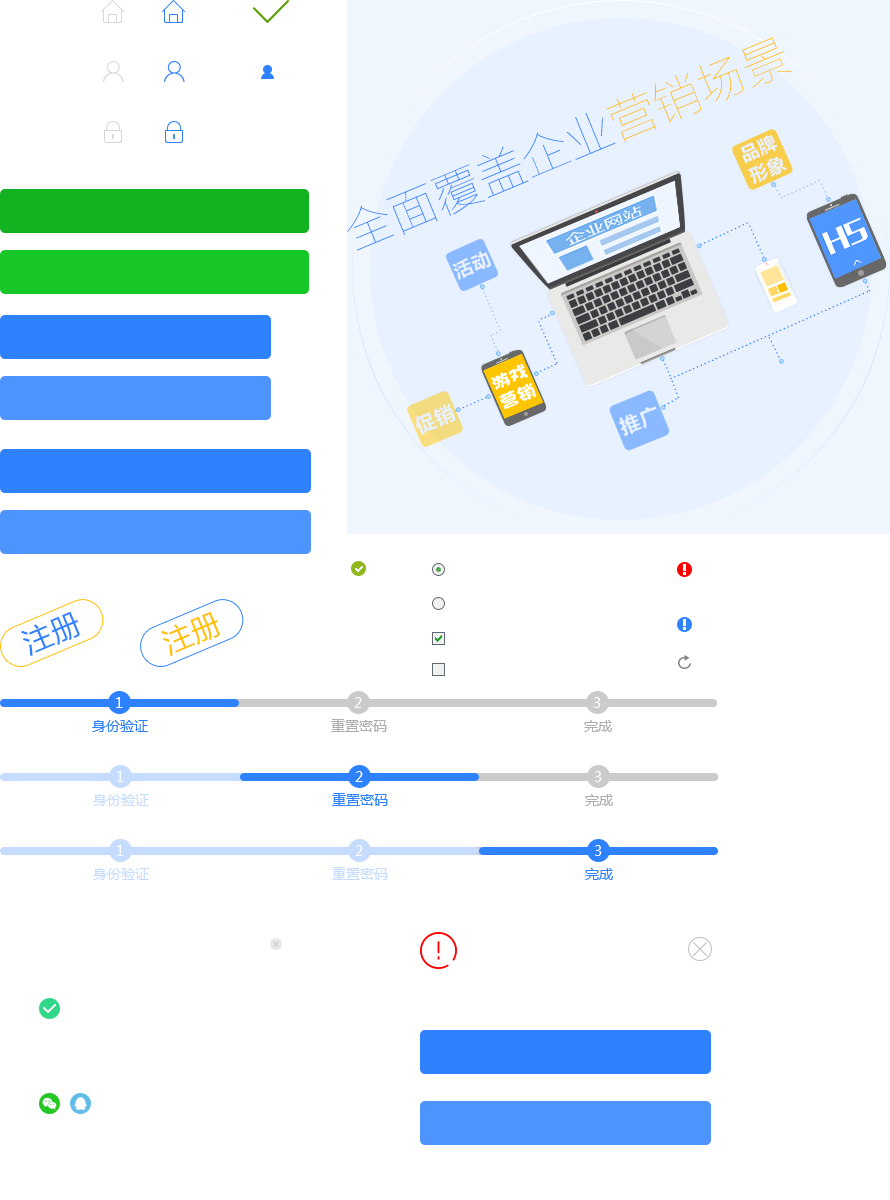 全面覆盖企业营销场景
品牌
形象
企业网站
H5
活动
游戏
营销
促销
推广
注册
注册
1
2
3
身份验证
重置密码
完成
1
2
3
身份验证
重置密码
完成
1
2
3
身份验证
重置密码
完成